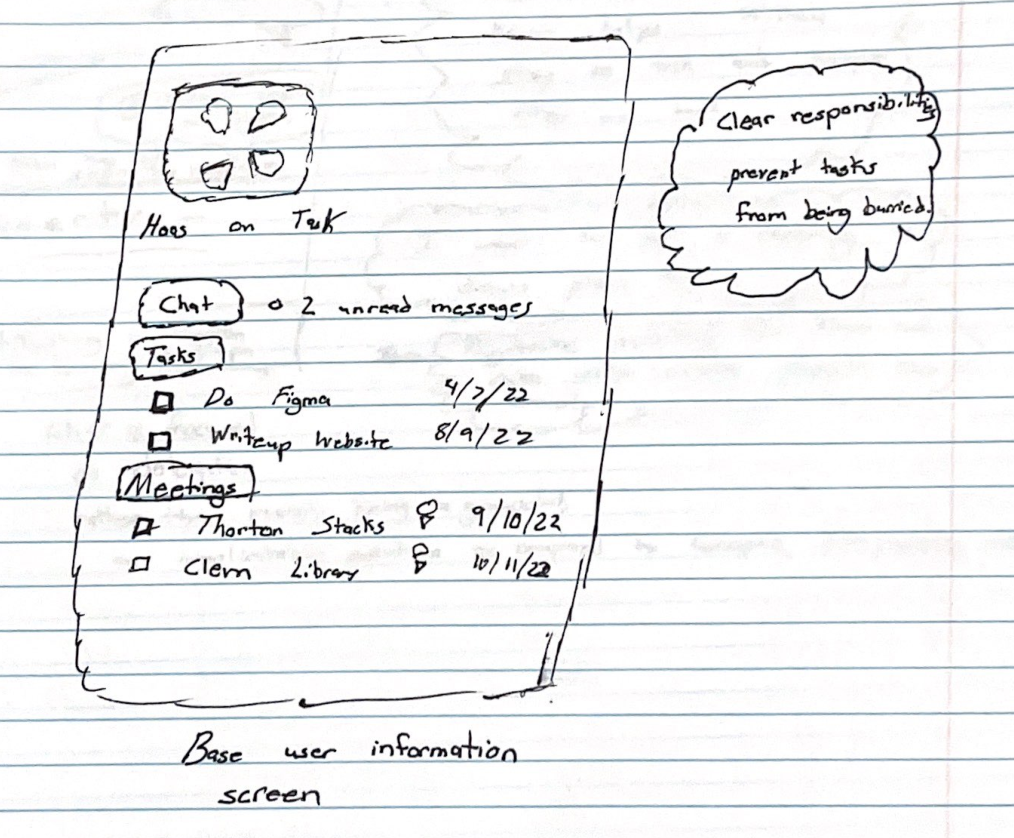 Hoos on Task
Chat o 2 unread messages
Tasks
Do Figma 4/7/22
Writeup Website 8/9/22
Meetings
Thorton Stacks 9/10/22
Clem Library 10/11/22
Base user information
screen
Clear responsibilities
prevent tasks
from being burried.